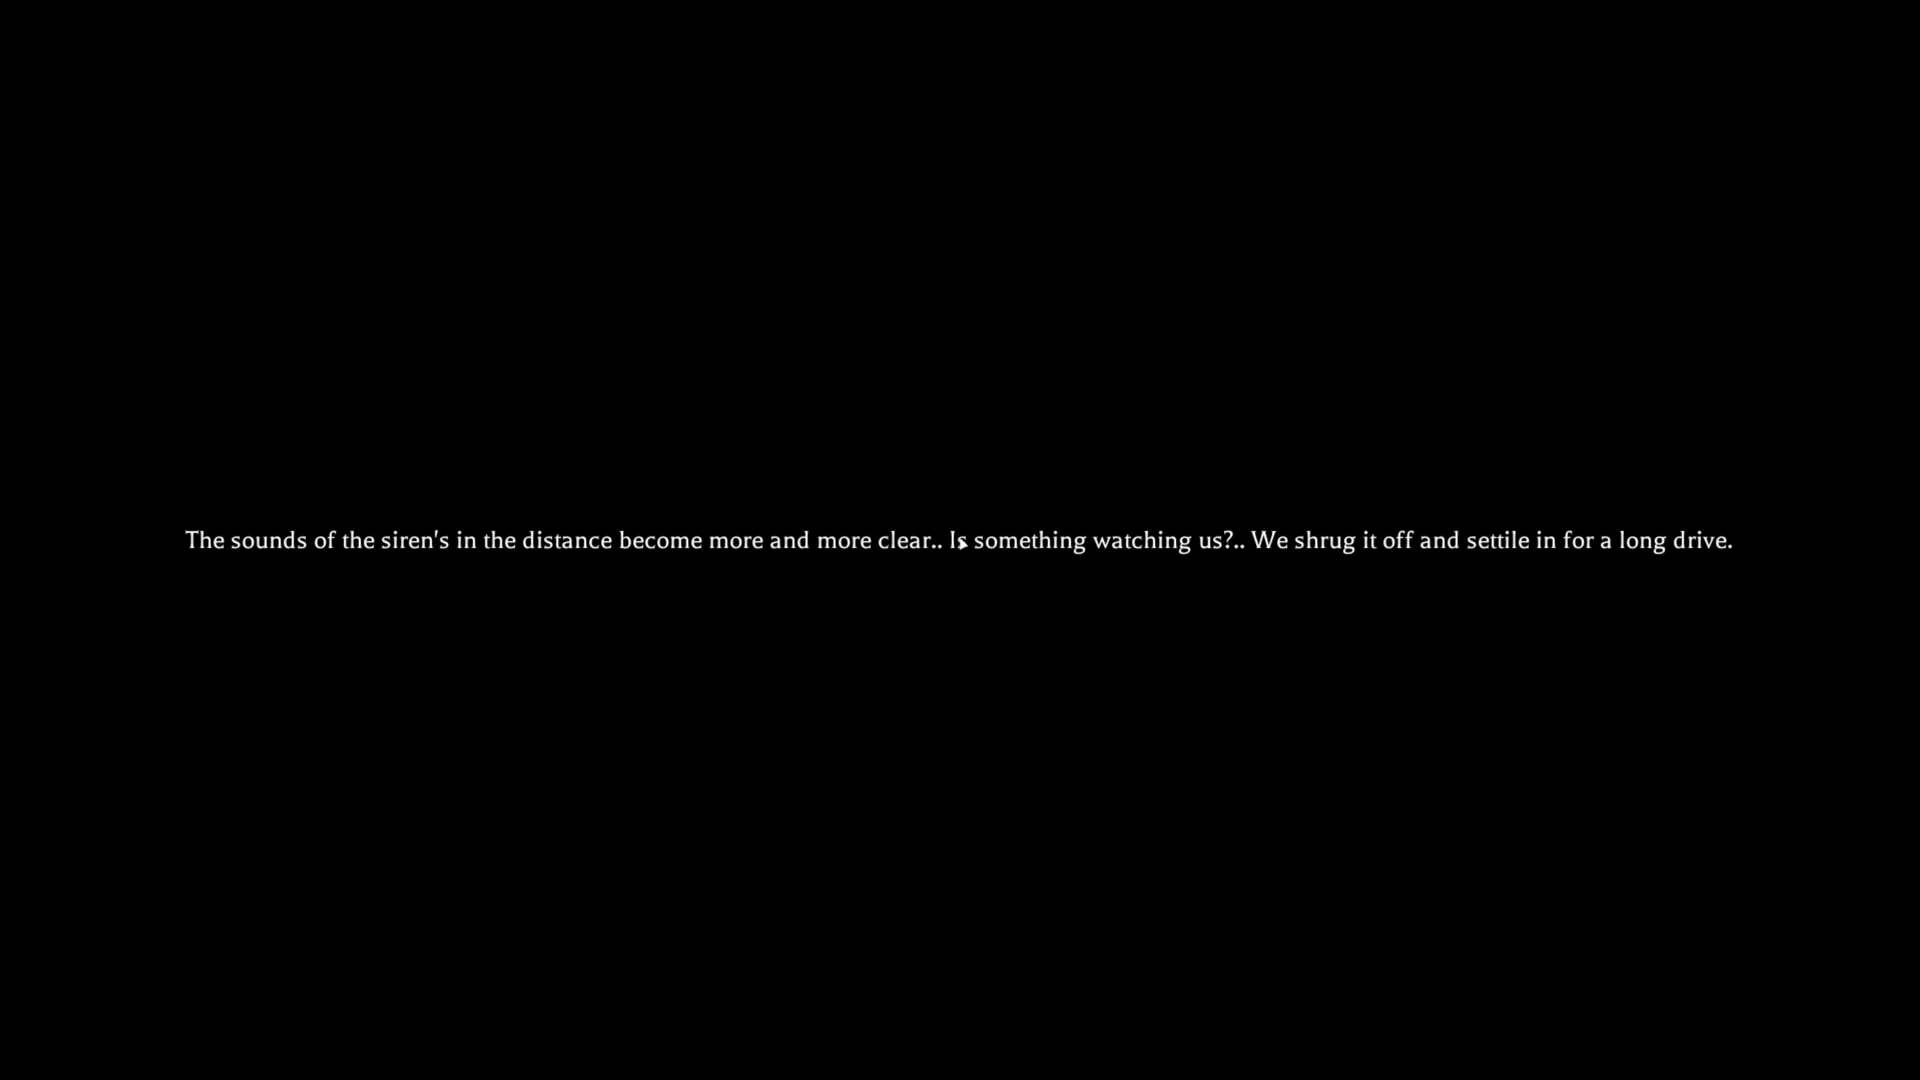 The sounds of the siren's in the distance become more and more clear.. Is something watching us?.. We shrug it off and settile in for a long drive.